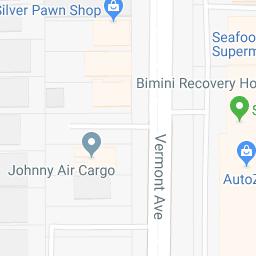 Silver Pawn Shop
Seafoo
Superm
Bimini Recovery Ho
S
Vermont Ave
Johnny Air Cargo
AutoZ